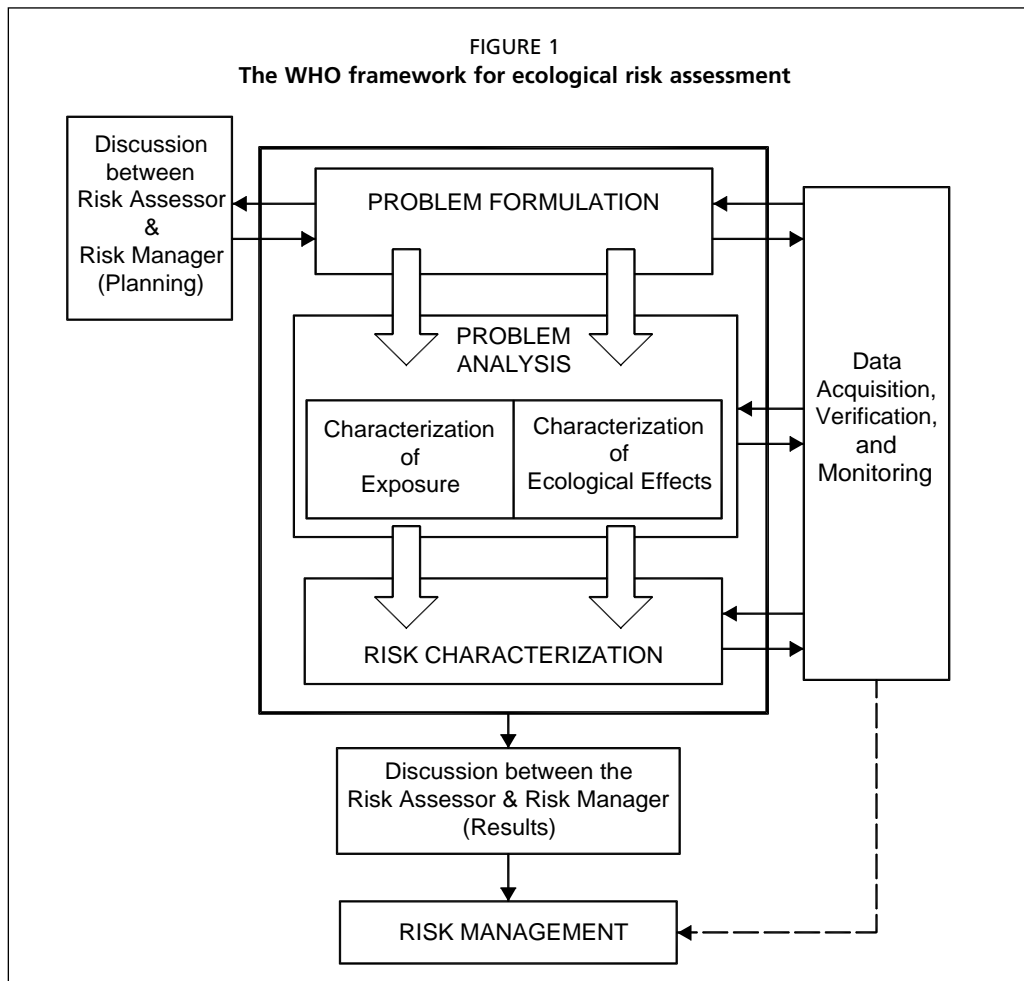 FIGURE 1
The WHO framework for ecological risk assessment
Discussion
between
Risk Assessor
&
Risk Manager
(Planning)
PROBLEM FORMULATION
PROBLEM
ANALYSIS
Characterization
of
Exposure
Characterization
of
Ecological Effects
RISK CHARACTERIZATION
Data
Acquisition,
Verification,
and
Monitoring
Discussion between the
Risk Assessor & Risk Manager
(Results)
RISK MANAGEMENT